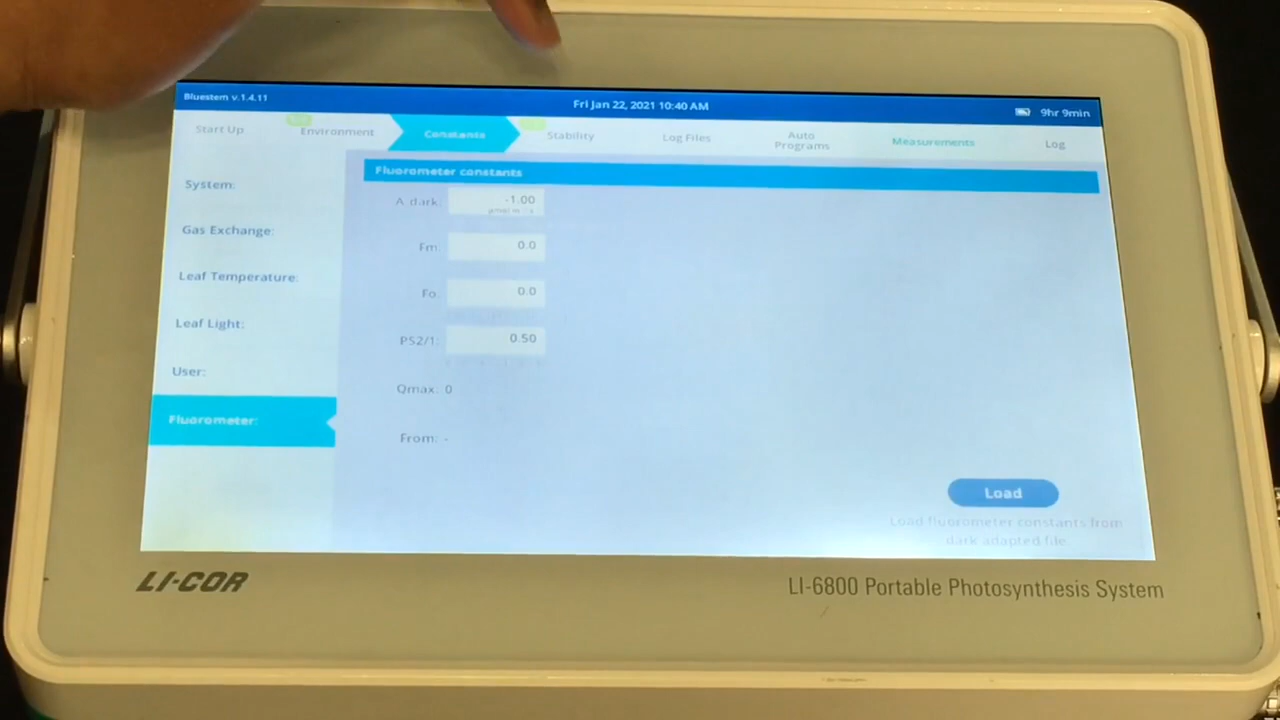 Bluestem v.1.4.11
Fri Jan 22, 2021 10:40 AM
9hr 9min
Start Up
Environment
Constants
Stability
Log Files
Auto
Programs
Measurements
Log
System:
Gas Exchange:
Leaf Temperature:
Leaf Light:
User:
Fluorometer:
Fluorometer constants
A dark: -1.00
Fm: 0.0
Fo: 0.0
PS2/1: 0.50
Qmax: 0
From: -
Load
Load fluorometer constants from
dark adapted file.
LI-COR
LI-6800 Portable Photosynthesis System